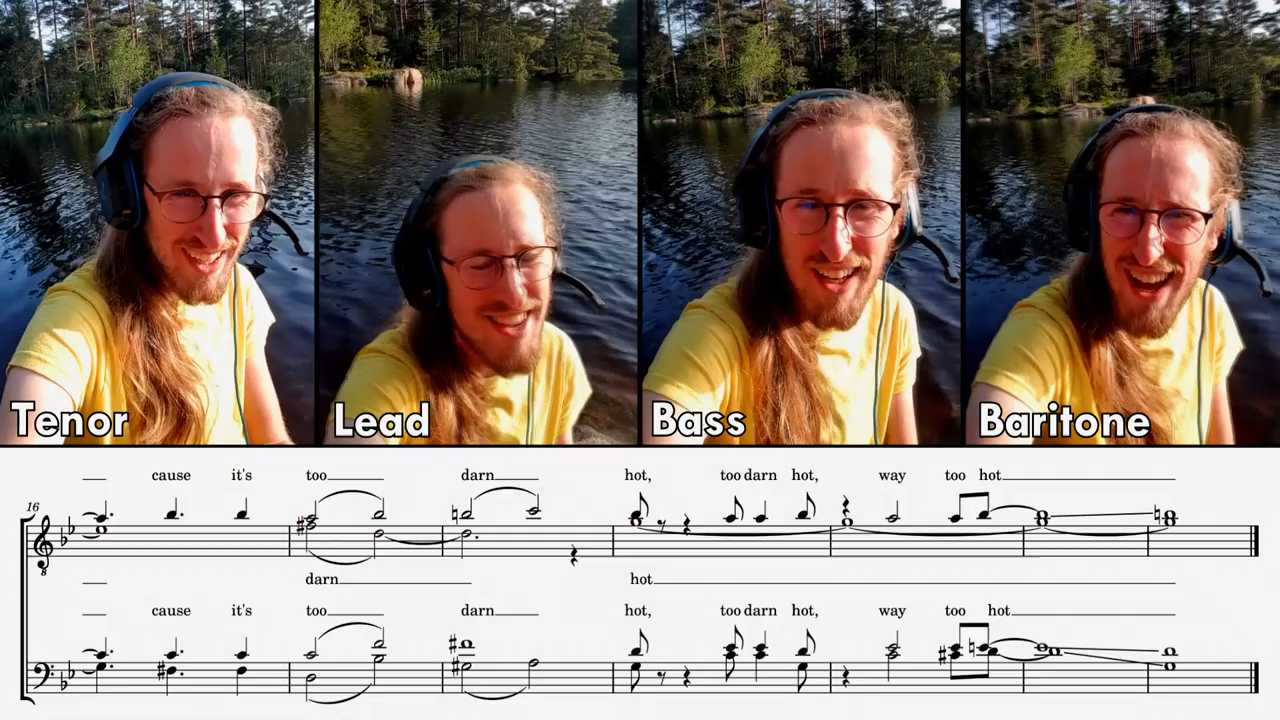 Tenor
Lead
Bass
Baritone
cause it's too darn hot, too darn hot, way too hot
16
8
darn hot
cause it's too darn hot, too darn hot, way too hot